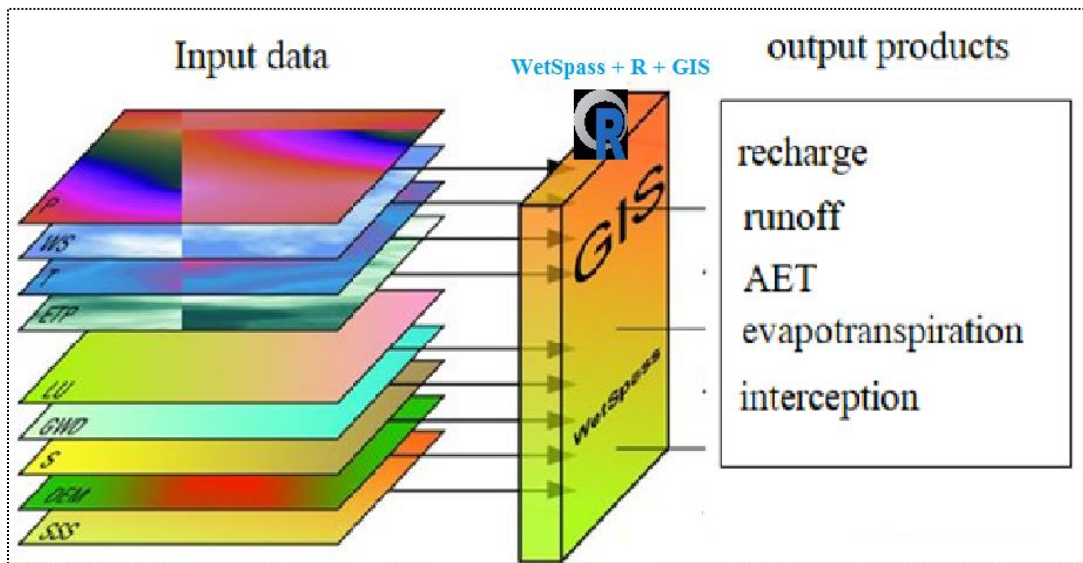 Input data
WetSpass + R + GIS
output products
P
WS
T
ETP
LU
GWD
S
DEM
SSS
R
GIS
WetSpass
recharge
runoff
AET
evapotranspiration
interception